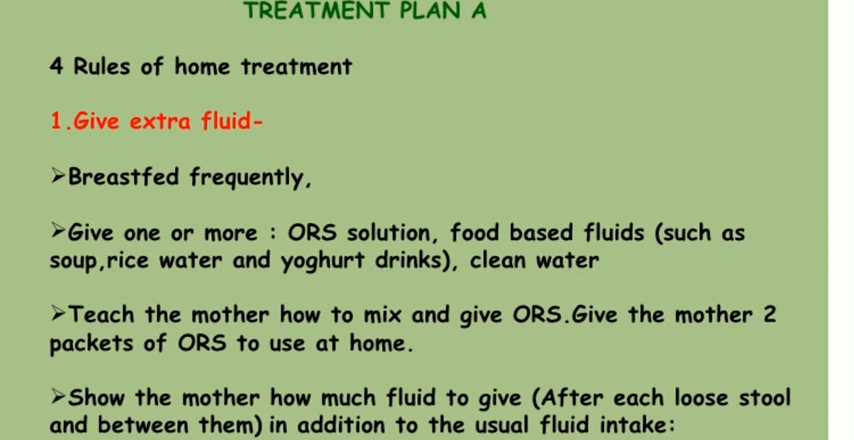 TREATMENT PLAN A
4 Rules of home treatment
1.Give extra fluid-
➢Breastfed frequently,
➢Give one or more : ORS solution, food based fluids (such as
soup,rice water and yoghurt drinks), clean water
➢Teach the mother how to mix and give ORS.Give the mother 2
packets of ORS to use at home.
➢Show the mother how much fluid to give (After each loose stool
and between them) in addition to the usual fluid intake: